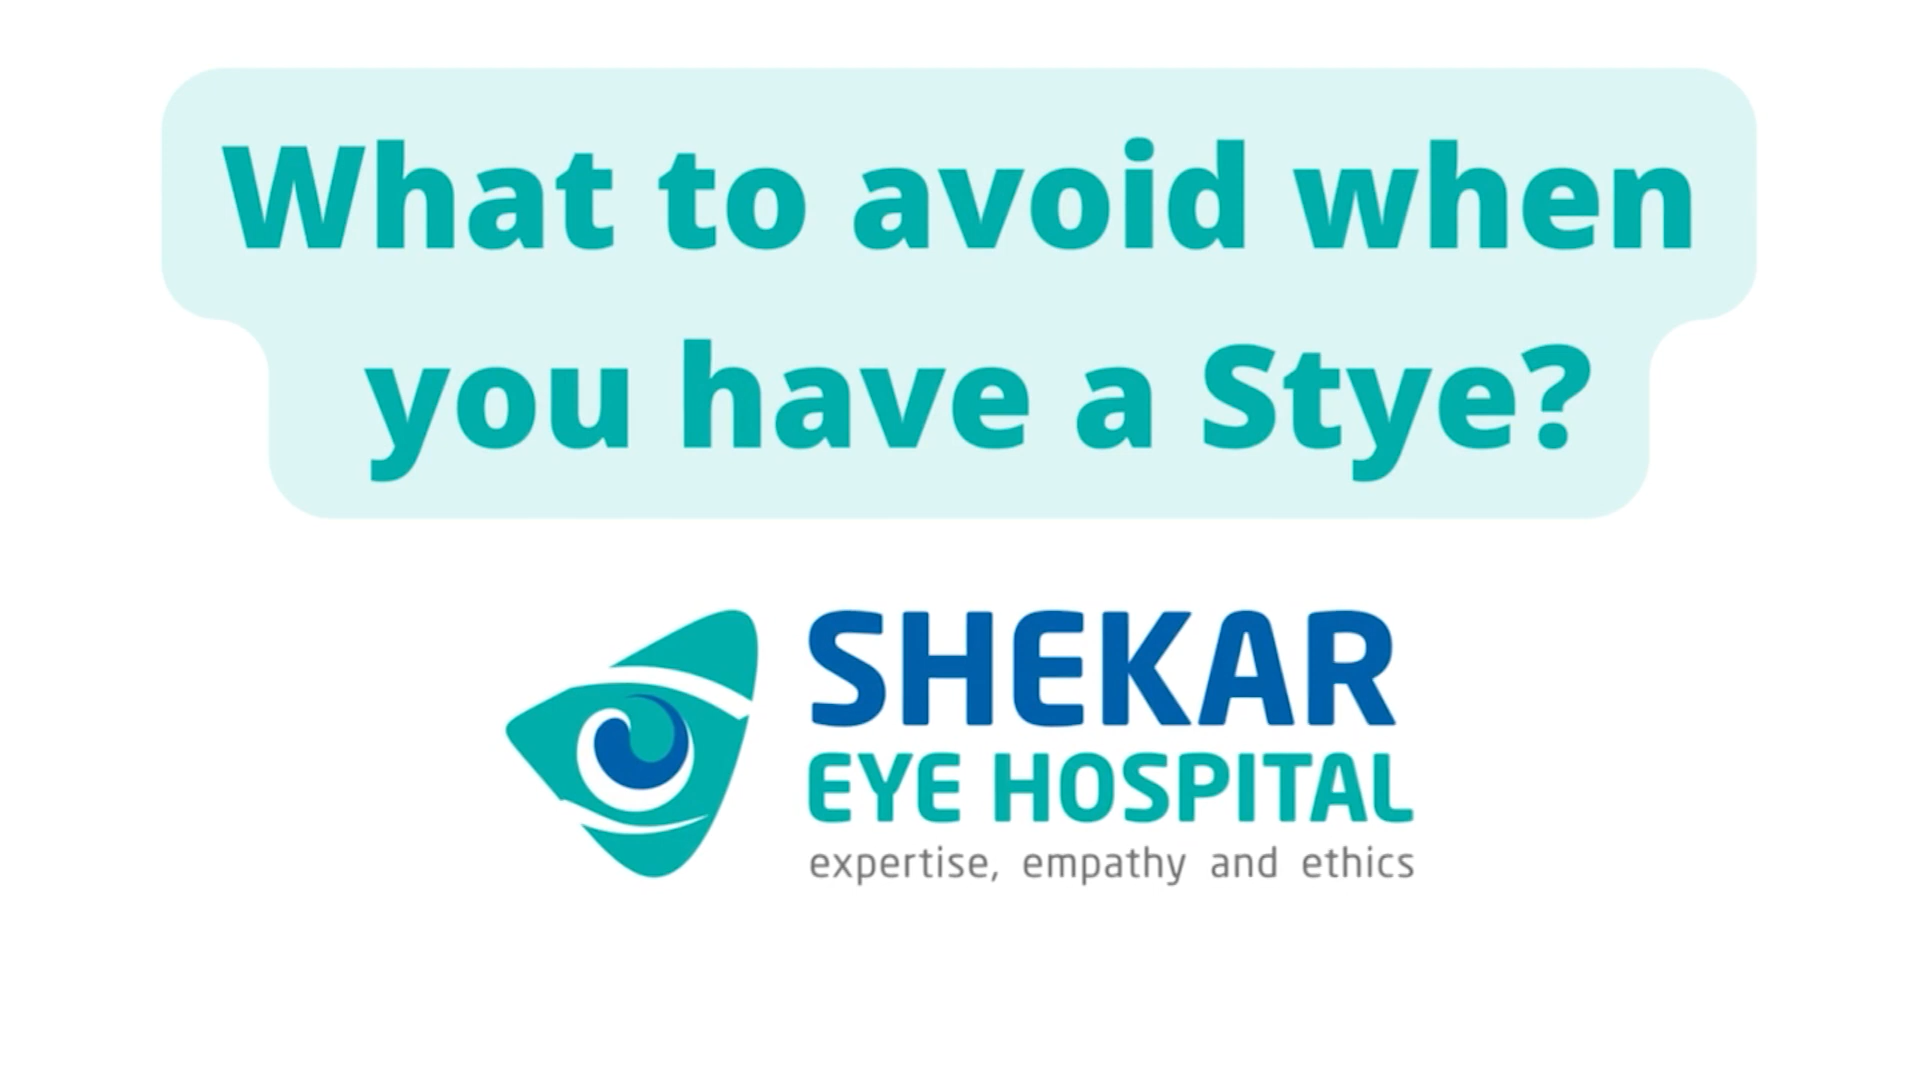 What to avoid when
you have a Stye?
SHEKAR
EYE HOSPITAL
expertise, empathy and ethics